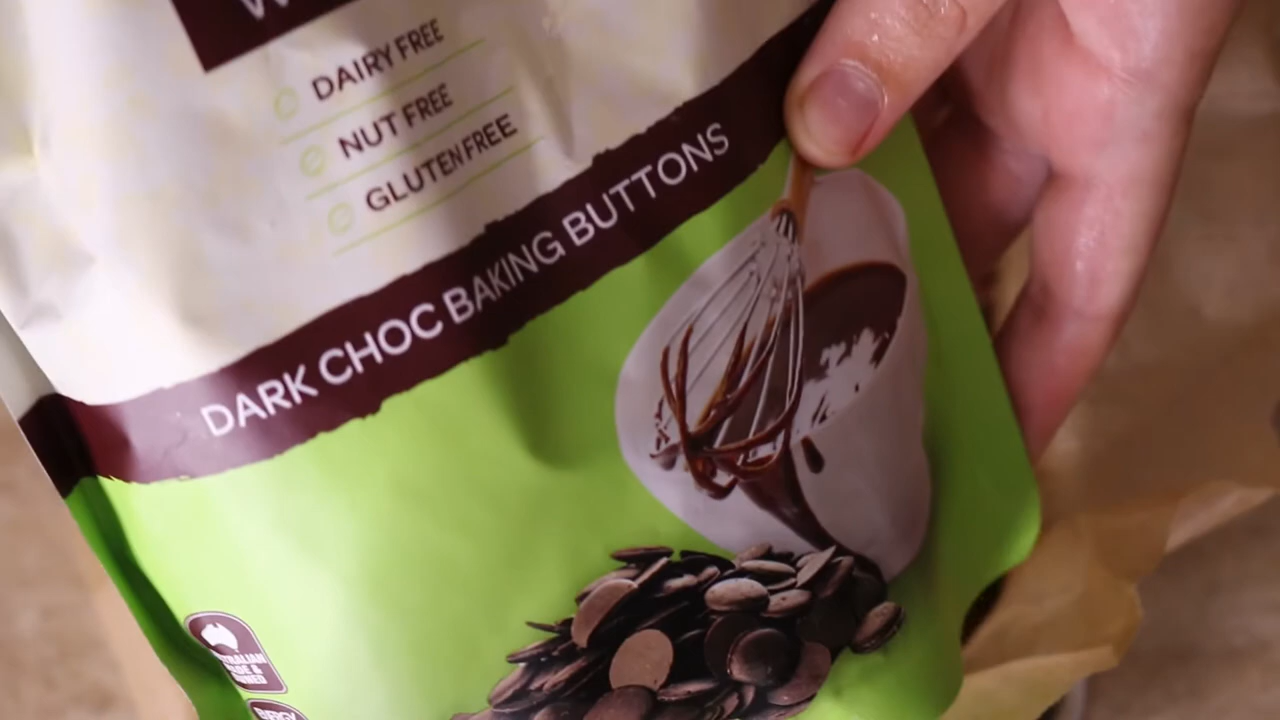 DAIRY FREE
NUT FREE
GLUTEN FREE
DARK CHOC BAKING BUTTONS